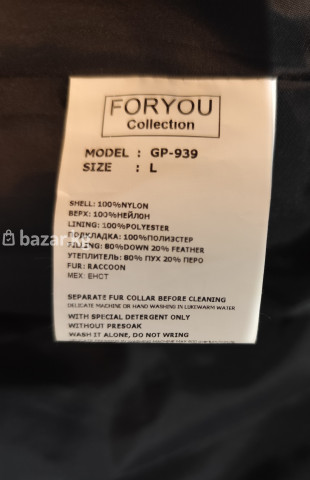 FORYOU
Collection
MODEL : GP-939
SIZE : L
SHELL: 100%NYLON
ВЕРХ: 100%НЕЙЛОН
LINING: 100%POLYESTER
ПОДКЛАДКА: 100%ПОЛИЭСТЕР
bazar
FILLING: 80%DOWN 20% FEATHER
УТЕПЛИТЕЛЬ: 80% ПУХ 20% ПЕРО
FUR: RACCOON
МЕХ: ЕНОТ
SEPARATE FUR COLLAR BEFORE CLEANING
DELICATE MACHINE OR HAND WASHING IN LUKEWARM WATER
WITH SPECIAL DETERGENT ONLY
WITHOUT PRESOAK
WASH IT ALONE, DO NOT WRING